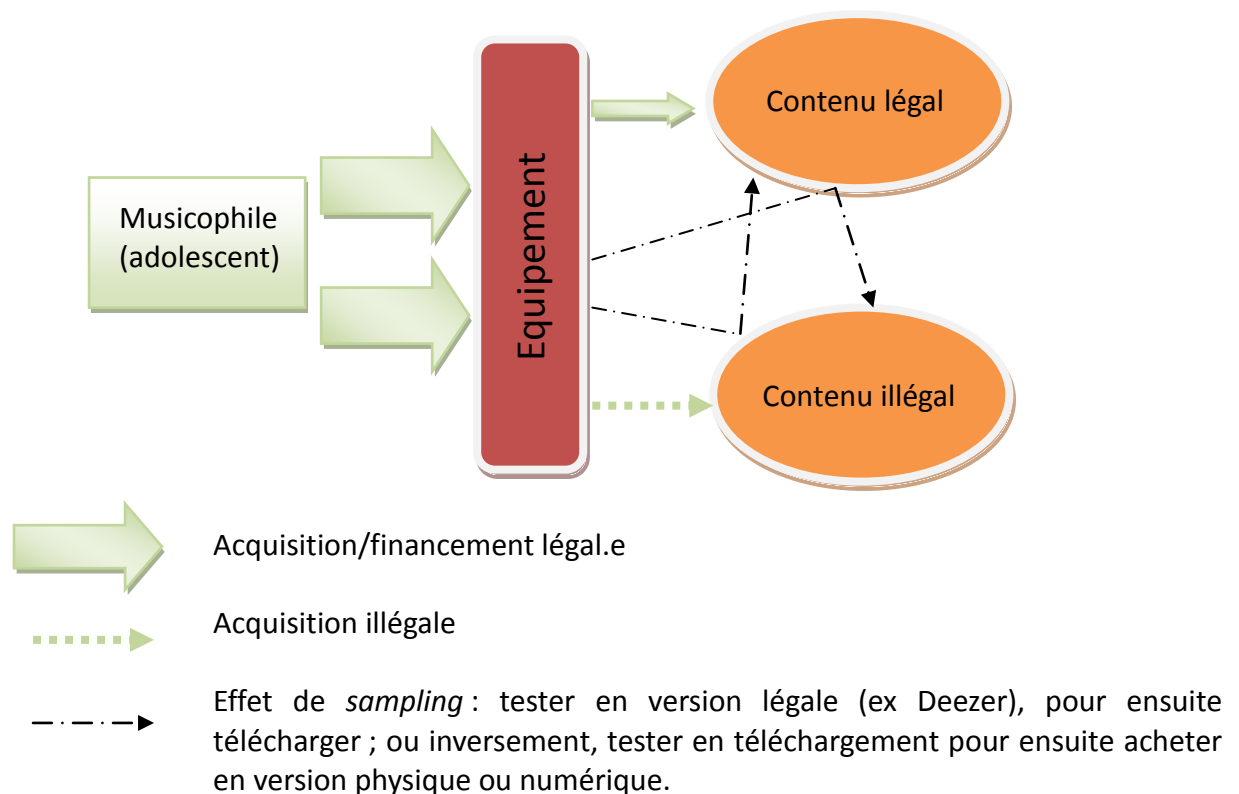 Contenu légal
Musicophile
(adolescent)
Equipement
Contenu illégal
Acquisition/financement légal.e
Acquisition illégale
Effet de sampling : tester en version légale (ex Deezer), pour ensuite
télécharger ; ou inversement, tester en téléchargement pour ensuite acheter
en version physique ou numérique.